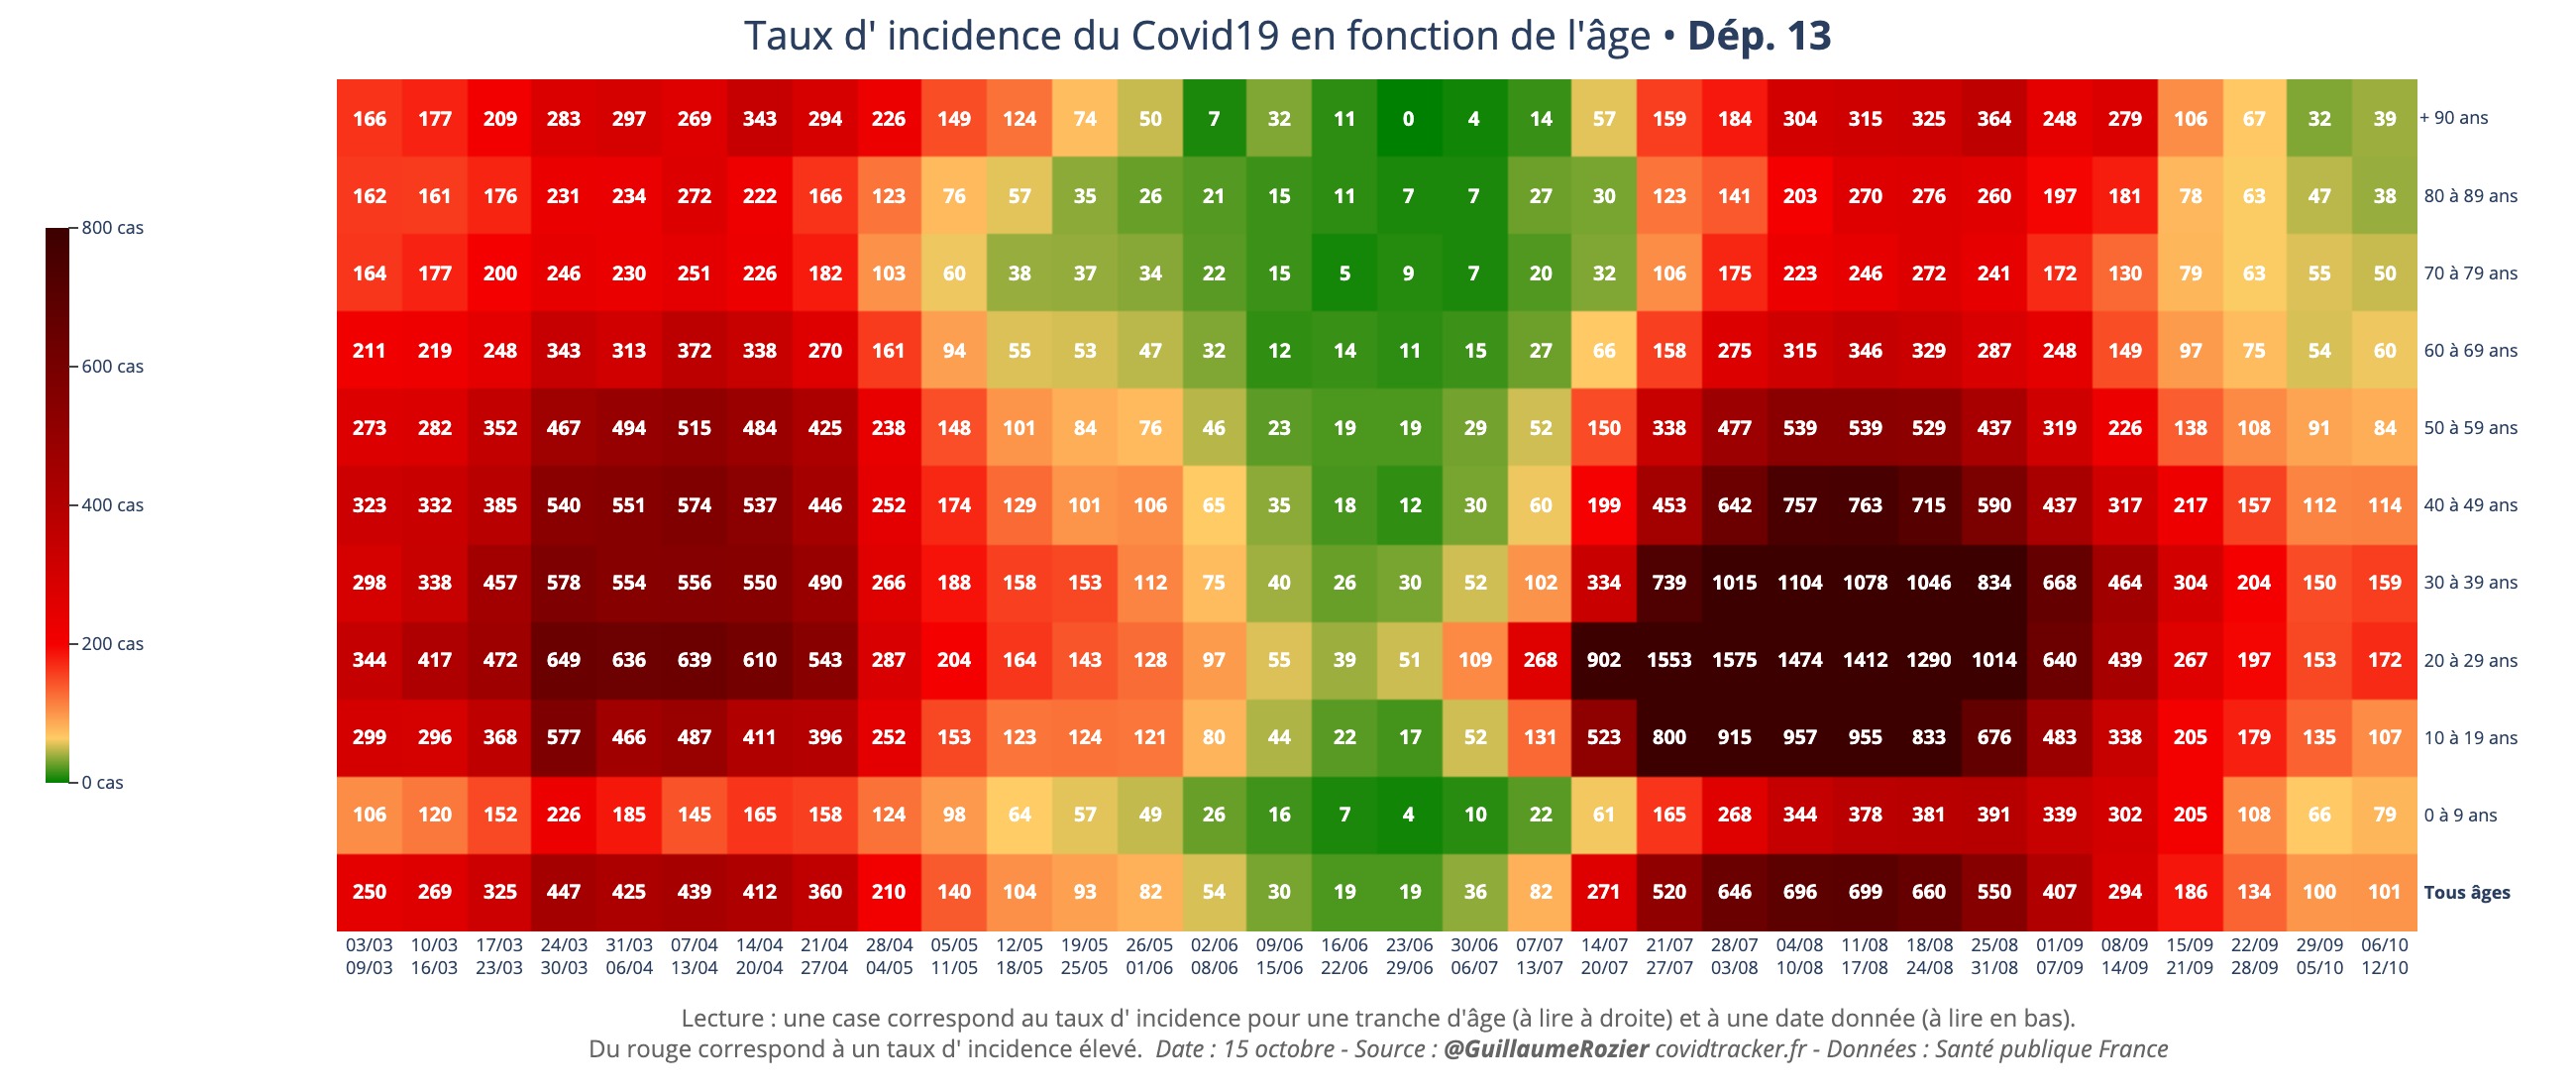 Taux d' incidence du Covid19 en fonction de l'âge • Dép. 13
800 cas
600 cas
400 cas
200 cas
0 cas
166 177 209 283 297 269 343 294 226 149 124 74 50 7 32 11 0 4 14 57 159 184 304 315 325 364 248 279 106 67 32 39 + 90 ans
162 161 176 231 234 272 222 166 123 76 57 35 26 21 15 11 7 7 27 30 123 141 203 270 276 260 197 181 78 63 47 38 80 à 89 ans
164 177 200 246 230 251 226 182 103 60 38 37 34 22 15 5 9 7 20 32 106 175 223 246 272 241 172 130 79 63 55 50 70 à 79 ans
211 219 248 343 313 372 338 270 161 94 55 53 47 32 12 14 11 15 27 66 158 275 315 346 329 287 248 149 97 75 54 60 60 à 69 ans
273 282 352 467 494 515 484 425 238 148 101 84 76 46 23 19 19 29 52 150 338 477 539 539 529 437 319 226 138 108 91 84 50 à 59 ans
323 332 385 540 551 574 537 446 252 174 129 101 106 65 35 18 12 30 60 199 453 642 757 763 715 590 437 317 217 157 112 114 40 à 49 ans
298 338 457 578 554 556 550 490 266 188 158 153 112 75 40 26 30 52 102 334 739 1015 1104 1078 1046 834 668 464 304 204 150 159 30 à 39 ans
344 417 472 649 636 639 610 543 287 204 164 143 128 97 55 39 51 109 268 902 1553 1575 1474 1412 1290 1014 640 439 267 197 153 172 20 à 29 ans
299 296 368 577 466 487 411 396 252 153 123 124 121 80 44 22 17 52 131 523 800 915 957 955 833 676 483 338 205 179 135 107 10 à 19 ans
106 120 152 226 185 145 165 158 124 98 64 57 49 26 16 7 4 10 22 61 165 268 344 378 381 391 339 302 205 108 66 79 0 à 9 ans
250 269 325 447 425 439 412 360 210 140 104 93 82 54 30 19 19 36 82 271 520 646 696 699 660 550 407 294 186 134 100 101 Tous âges
03/03 10/03 17/03 24/03 31/03 07/04 14/04 21/04 28/04 05/05 12/05 19/05 26/05 02/06 09/06 16/06 23/06 30/06 07/07 14/07 21/07 28/07 04/08 11/08 18/08 25/08 01/09 08/09 15/09 22/09 29/09 06/10
09/03 16/03 23/03 30/03 06/04 13/04 20/04 27/04 04/05 11/05 18/05 25/05 01/06 08/06 15/06 22/06 29/06 06/07 13/07 20/07 27/07 03/08 10/08 17/08 24/08 31/08 07/09 14/09 21/09 28/09 05/10 12/10
Lecture : une case correspond au taux d' incidence pour une tranche d'âge (à lire à droite) et à une date donnée (à lire en bas).
Du rouge correspond à un taux d' incidence élevé. Date : 15 octobre - Source : @GuillaumeRozier covidtracker.fr - Données : Santé publique France